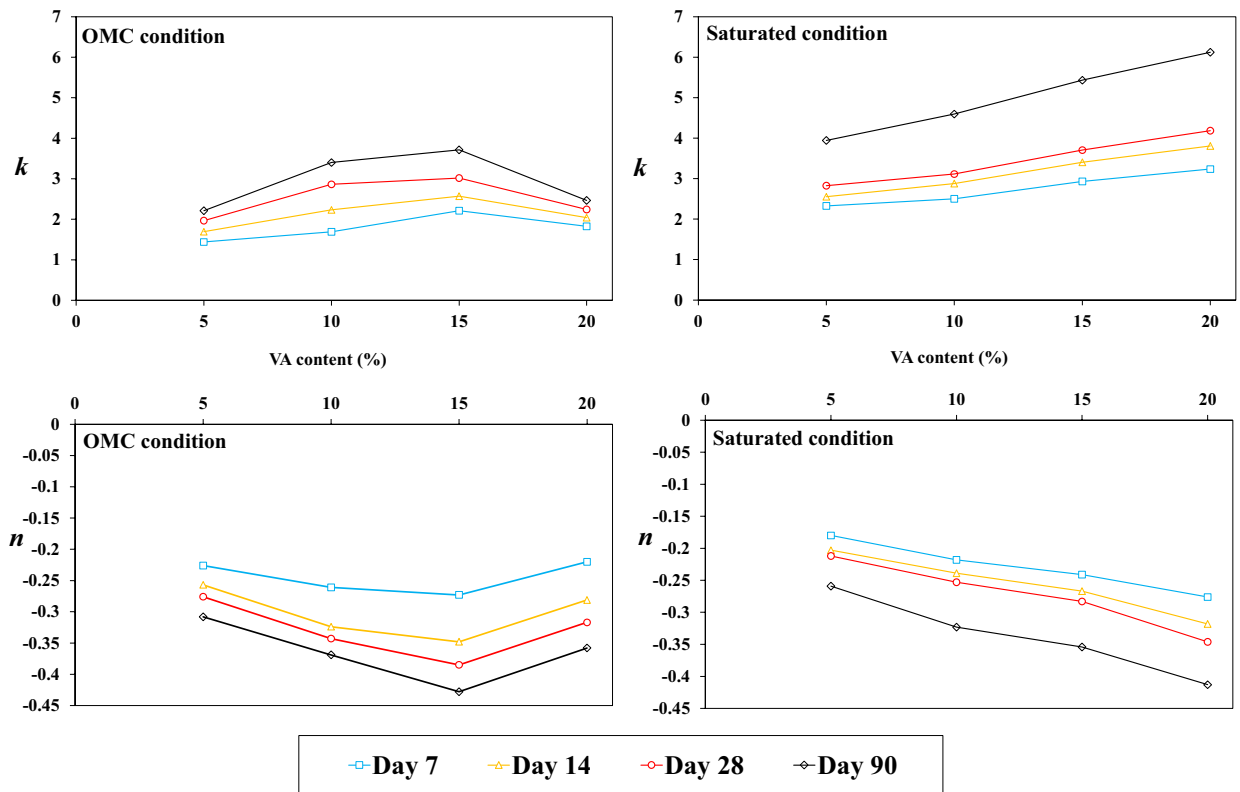 OMC condition
7
6
5
4
3
2
1
0
k
0 5 10 15 20
VA content (%)
Saturated condition
7
6
5
4
3
2
1
0
k
0 5 10 15 20
VA content (%)
0 5 10 15 20
OMC condition
0
-0.05
-0.1
-0.15
-0.2
-0.25
-0.3
-0.35
-0.4
-0.45
n
0 5 10 15 20
Saturated condition
0
-0.05
-0.1
-0.15
-0.2
-0.25
-0.3
-0.35
-0.4
-0.45
n
Day 7 Day 14 Day 28 Day 90